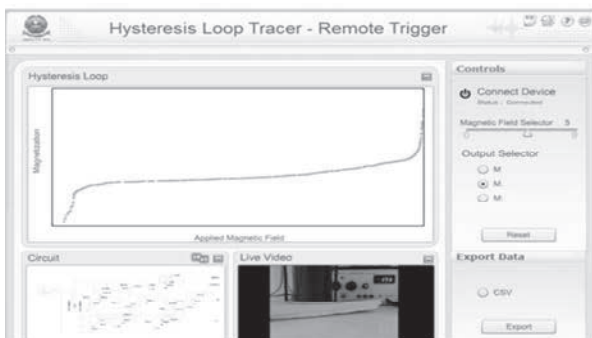 Hysteresis Loop Tracer - Remote Trigger
Hysteresis Loop
Magnetization
Applied Magnetic Field
Controls
Connect Device
Status : Connected
Magnetic Field Selector 5
Output Selector
M
M
M
Reset
Circuit
Live Video
Export Data
CSV
Export